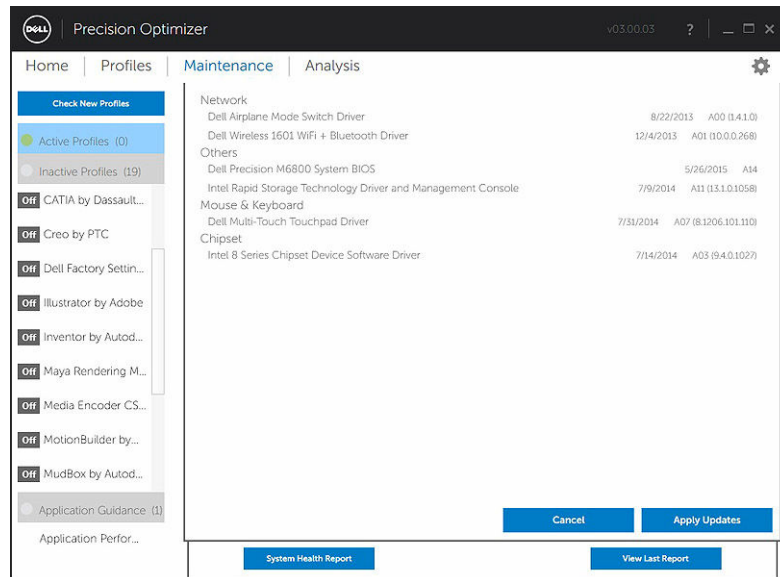 DELL Precision Optimizer v03.00.03 ?
Home Profiles Maintenance Analysis
Check New Profiles
Active Profiles (0)
Inactive Profiles (19)
Off CATIA by Dassault...
Off Creo by PTC
Off Dell Factory Settin...
Off Illustrator by Adobe
Off Inventor by Autod...
Off Maya Rendering M...
Off Media Encoder CS...
Off MotionBuilder by...
Off MudBox by Autod...
Application Guidance (1)
Application Perfor...
Network
Dell Airplane Mode Switch Driver 8/22/2013 A00 (1.4.1.0)
Dell Wireless 1601 WiFi + Bluetooth Driver 12/4/2013 A01 (10.0.0.268)
Others
Dell Precision M6800 System BIOS 5/26/2015 A14
Intel Rapid Storage Technology Driver and Management Console 7/9/2014 A11 (13.1.0.1058)
Mouse & Keyboard
Dell Multi-Touch Touchpad Driver 7/31/2014 A07 (8.1206.101.110)
Chipset
Intel 8 Series Chipset Device Software Driver 7/14/2014 A03 (9.4.0.1027)
Cancel Apply Updates
System Health Report View Last Report